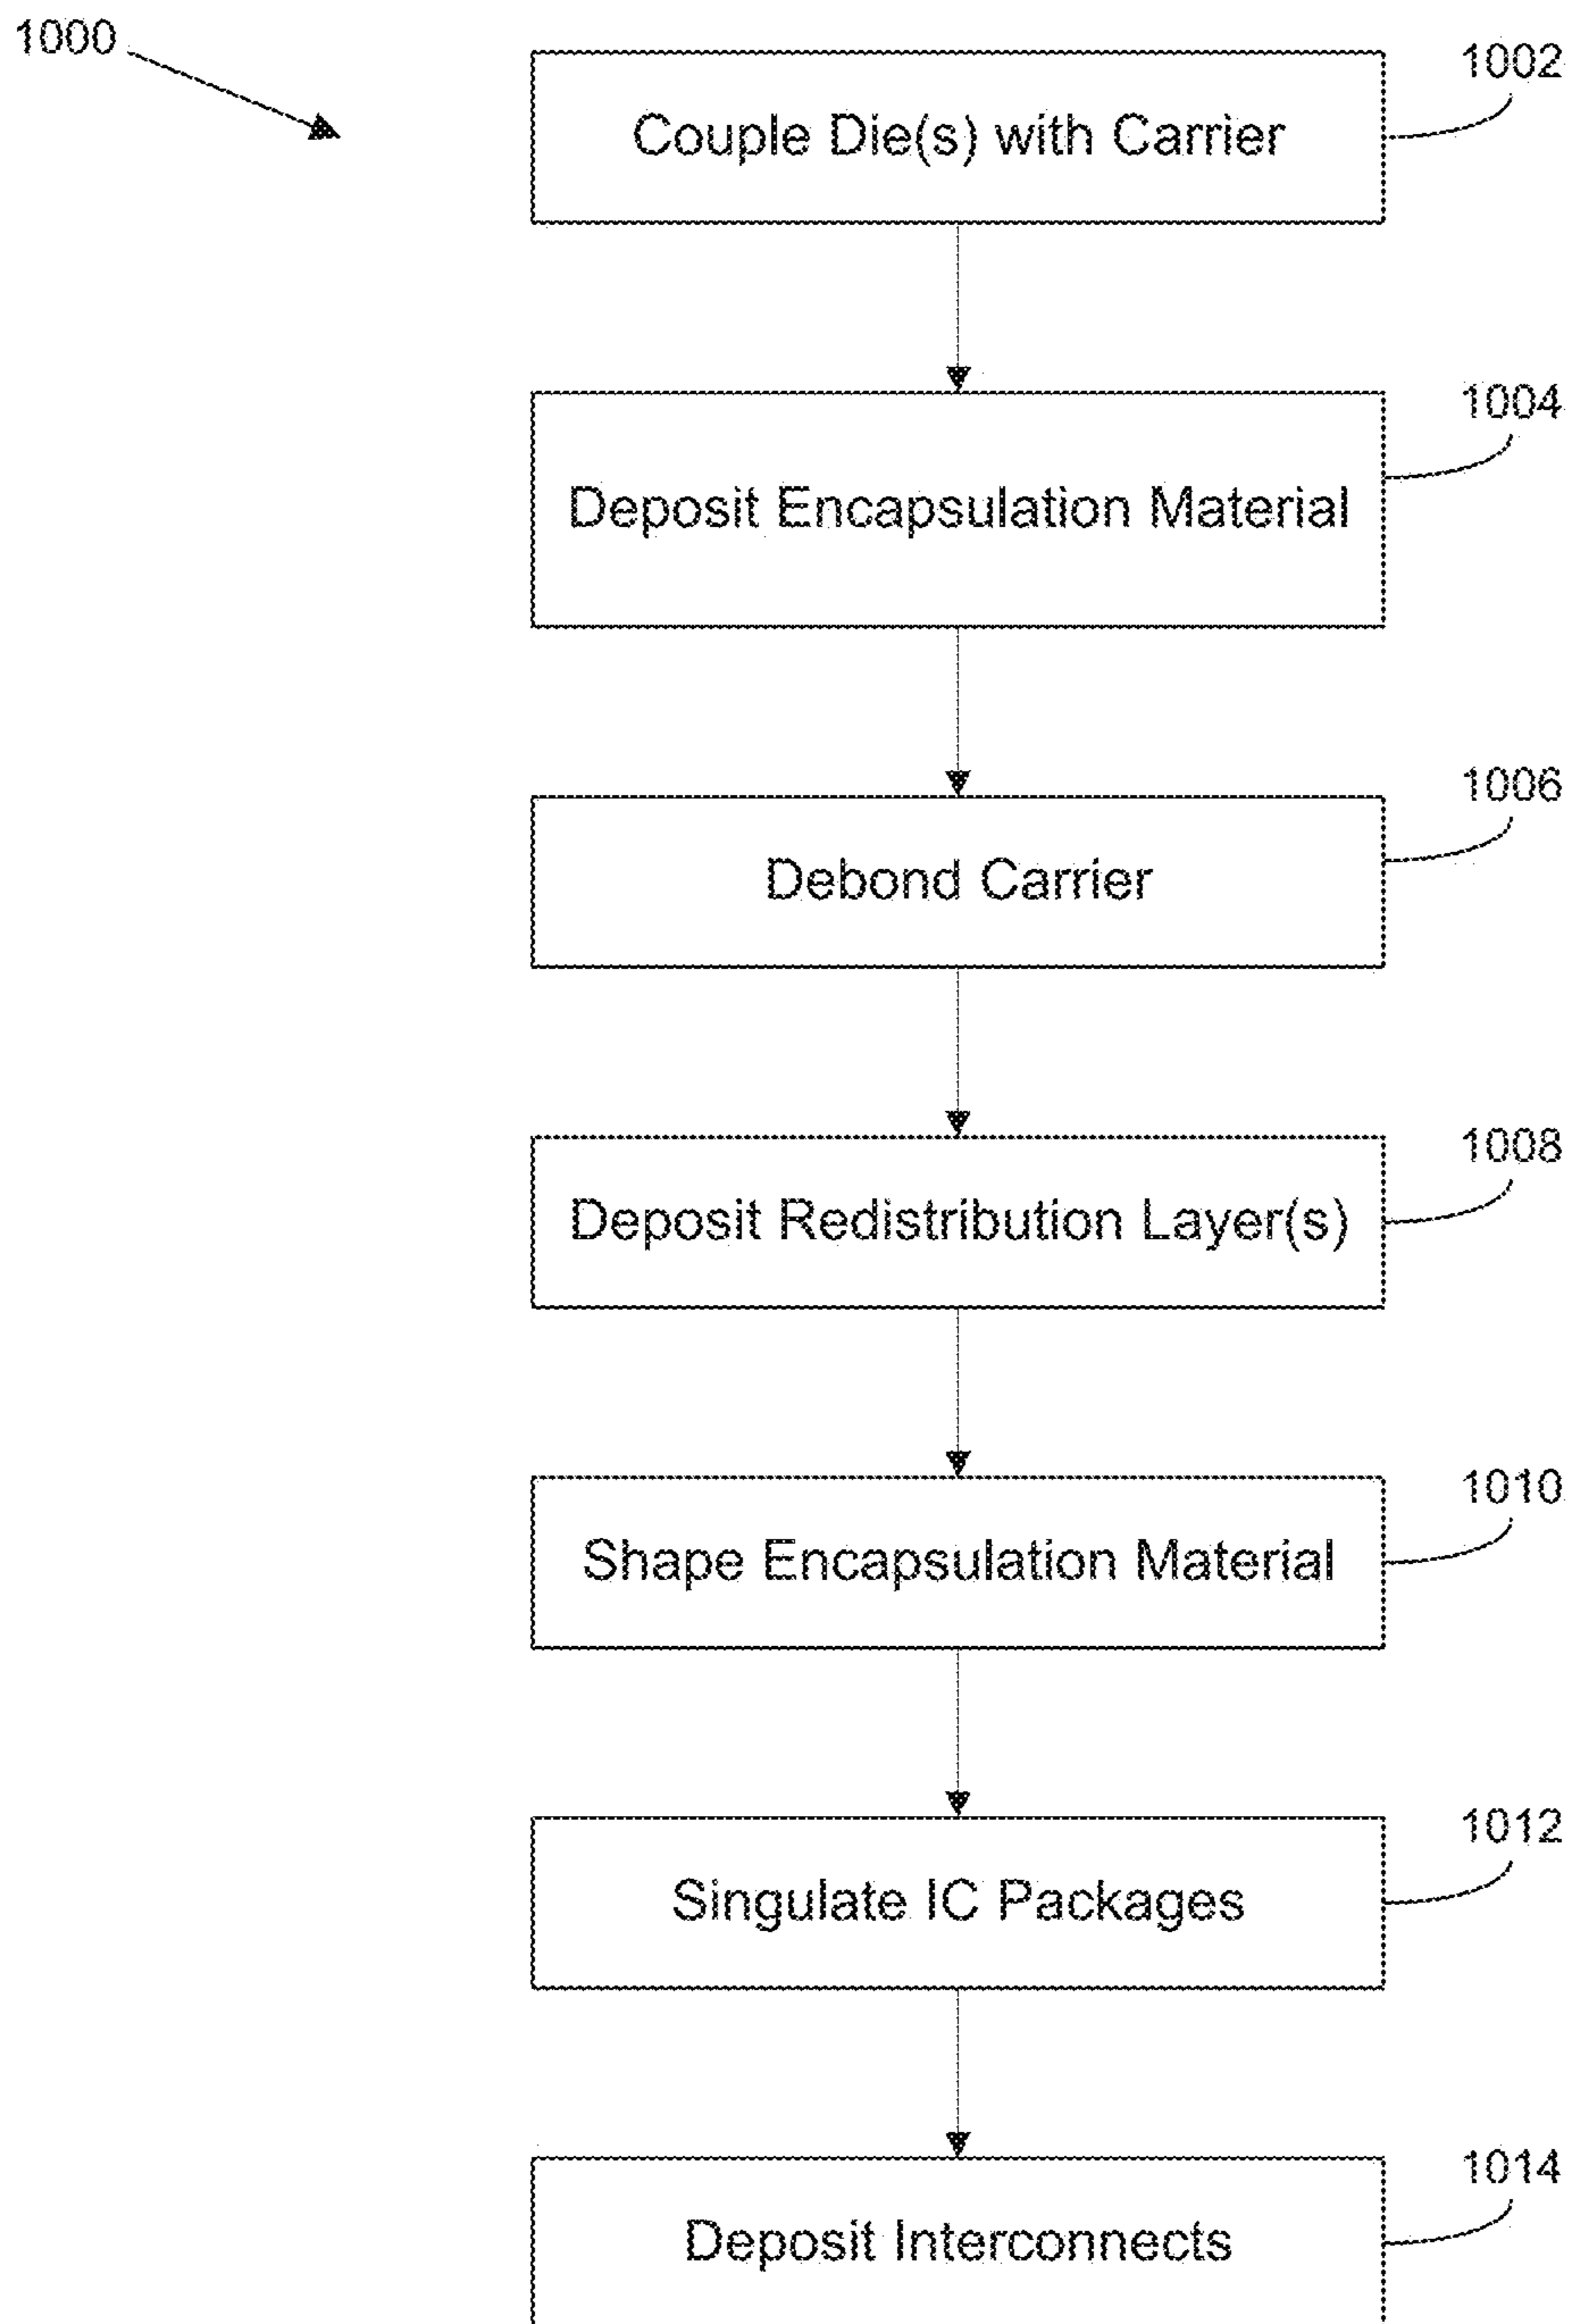 1000
1002
Couple Die(s) with Carrier
1004
Deposit Encapsulation Material
1006
Debond Carrier
1008
Deposit Redistribution Layer(s)
1010
Shape Encapsulation Material
1012
Singulate IC Packages
1014
Deposit Interconnects